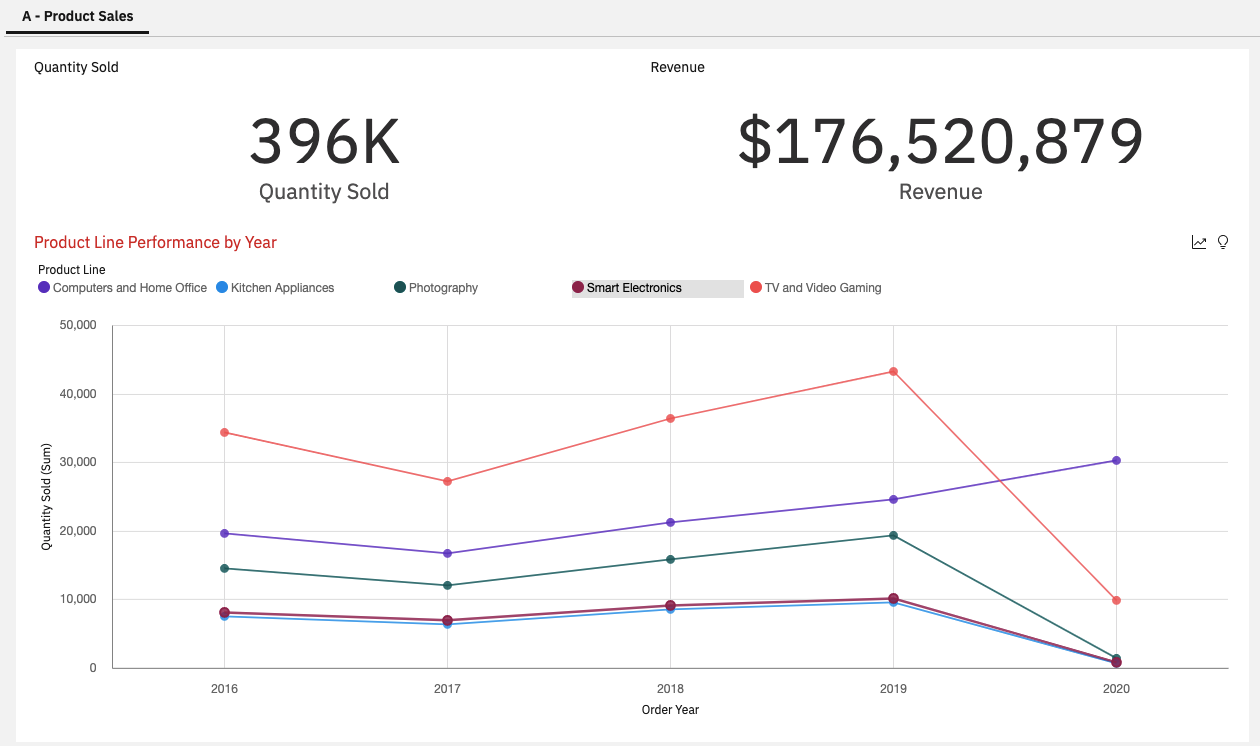 A - Product Sales
Quantity Sold
Revenue
396K
Quantity Sold
$176,520,879
Revenue
Product Line Performance by Year
Product Line
Computers and Home Office
Kitchen Appliances
Photography
Smart Electronics
TV and Video Gaming
Quantity Sold (Sum)
50,000
40,000
30,000
20,000
10,000
0
2016
2017
2018
2019
2020
Order Year